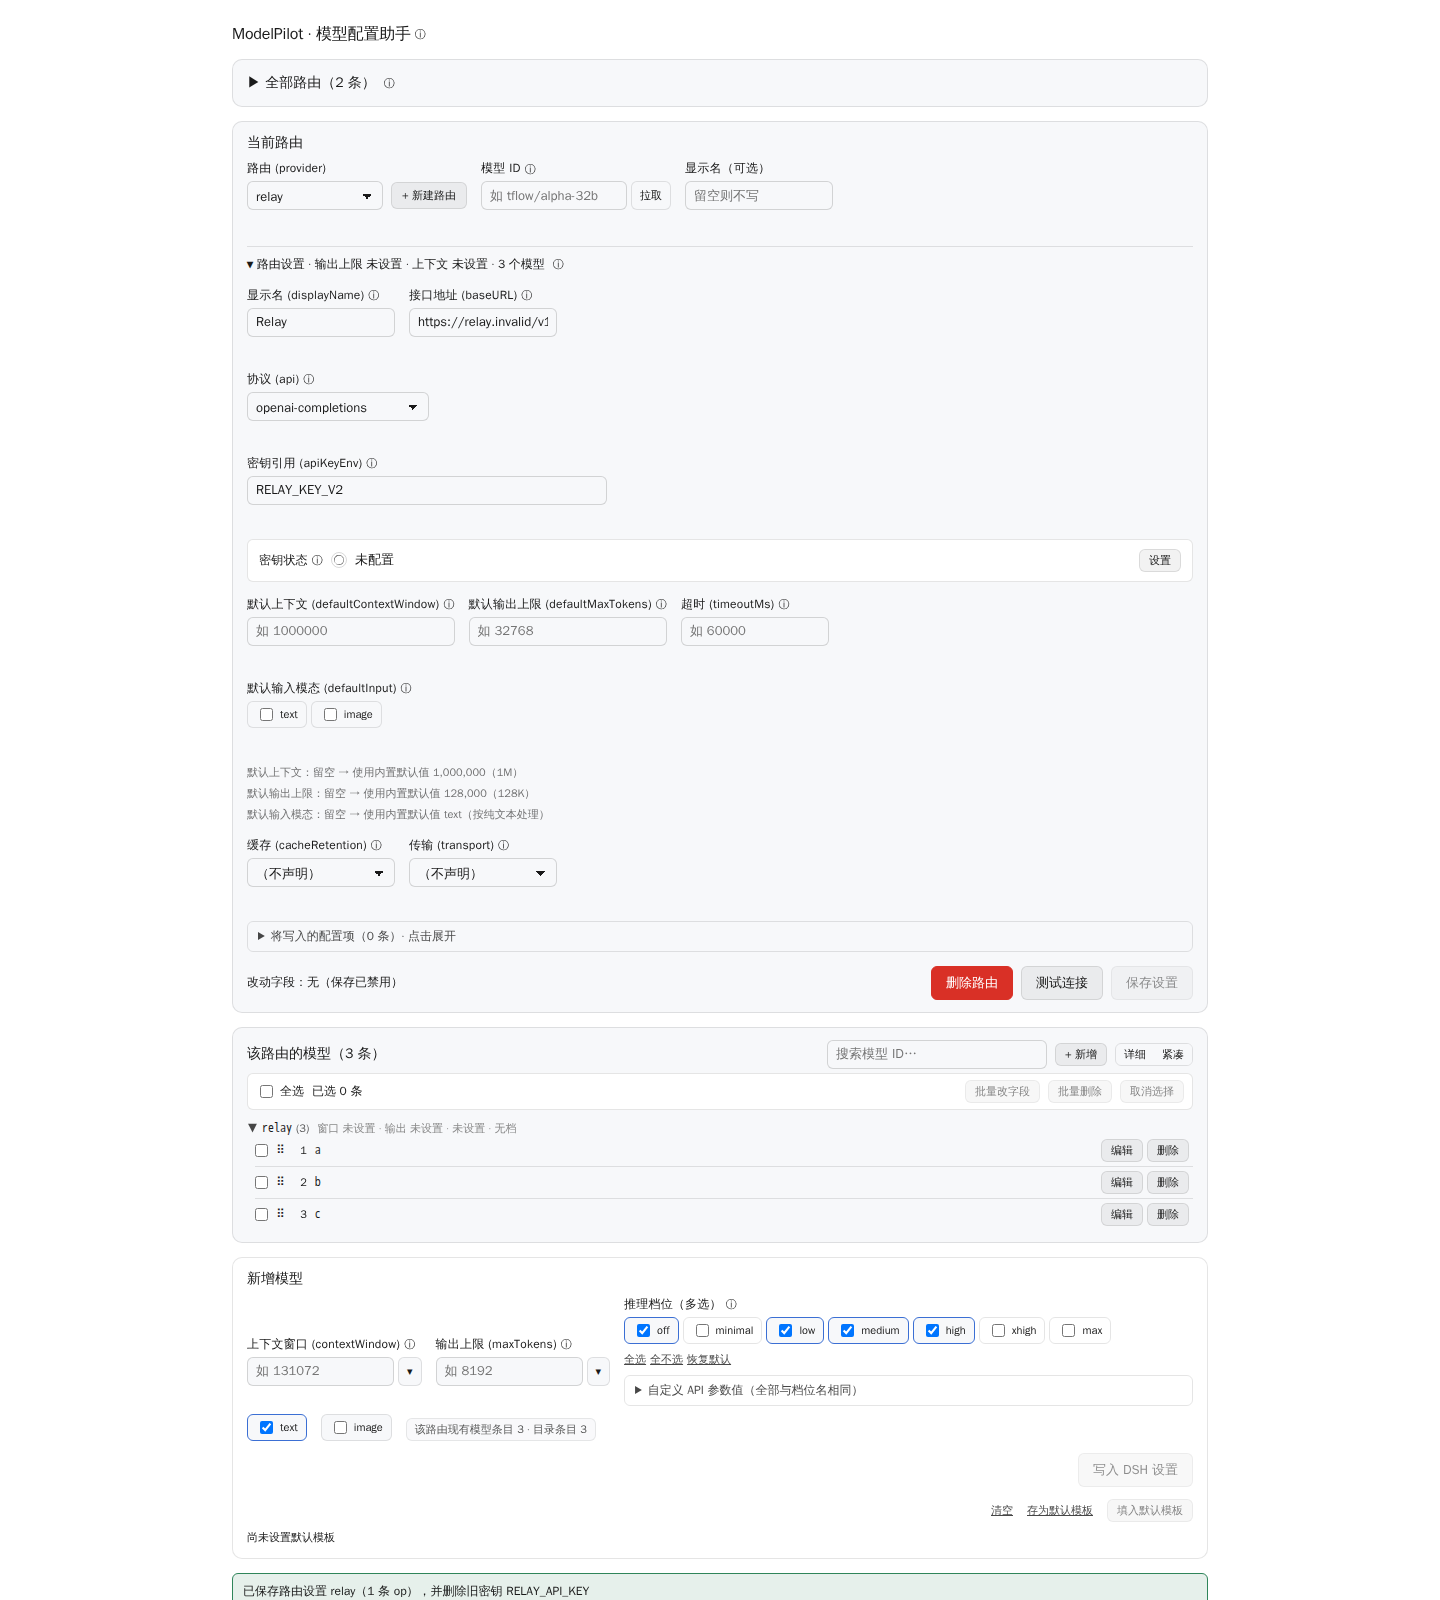 ModelPilot · 模型配置助手 ⓘ
▶ 全部路由（2 条） ⓘ
当前路由
路由 (provider) 模型 ID ⓘ 显示名（可选）
relay + 新建路由 如 tflow/alpha-32b 拉取 留空则不写
▼ 路由设置 · 输出上限 未设置 · 上下文 未设置 · 3 个模型 ⓘ
显示名 (displayName) ⓘ 接口地址 (baseURL) ⓘ
Relay https://relay.invalid/v1
协议 (api) ⓘ
openai-completions
密钥引用 (apiKeyEnv) ⓘ
RELAY_KEY_V2
密钥状态 ⓘ 未配置 设置
默认上下文 (defaultContextWindow) ⓘ 默认输出上限 (defaultMaxTokens) ⓘ 超时 (timeoutMs) ⓘ
如 1000000 如 32768 如 60000
默认输入模态 (defaultInput) ⓘ
text image
默认上下文：留空 → 使用内置默认值 1,000,000（1M）
默认输出上限：留空 → 使用内置默认值 128,000（128K）
默认输入模态：留空 → 使用内置默认值 text（按纯文本处理）
缓存 (cacheRetention) ⓘ 传输 (transport) ⓘ
（不声明） （不声明）
▶ 将写入的配置项（0 条）· 点击展开
改动字段：无（保存已禁用） 删除路由 测试连接 保存设置
该路由的模型（3 条） 搜索模型 ID… + 新增 详细 紧凑
全选 已选 0 条 批量改字段 批量删除 取消选择
▼ relay (3) 窗口 未设置 · 输出 未设置 · 未设置 · 无档
⠿ 1 a 编辑 删除
⠿ 2 b 编辑 删除
⠿ 3 c 编辑 删除
新增模型
推理档位（多选） ⓘ
off minimal low medium high xhigh max
上下文窗口 (contextWindow) ⓘ 输出上限 (maxTokens) ⓘ
全选 全不选 恢复默认
如 131072 ▾ 如 8192 ▾
▶ 自定义 API 参数值（全部与档位名相同）
text image 该路由现有模型条目 3 · 目录条目 3
写入 DSH 设置
清空 存为默认模板 填入默认模板
尚未设置默认模板
已保存路由设置 relay（1 条 op），并删除旧密钥 RELAY_API_KEY